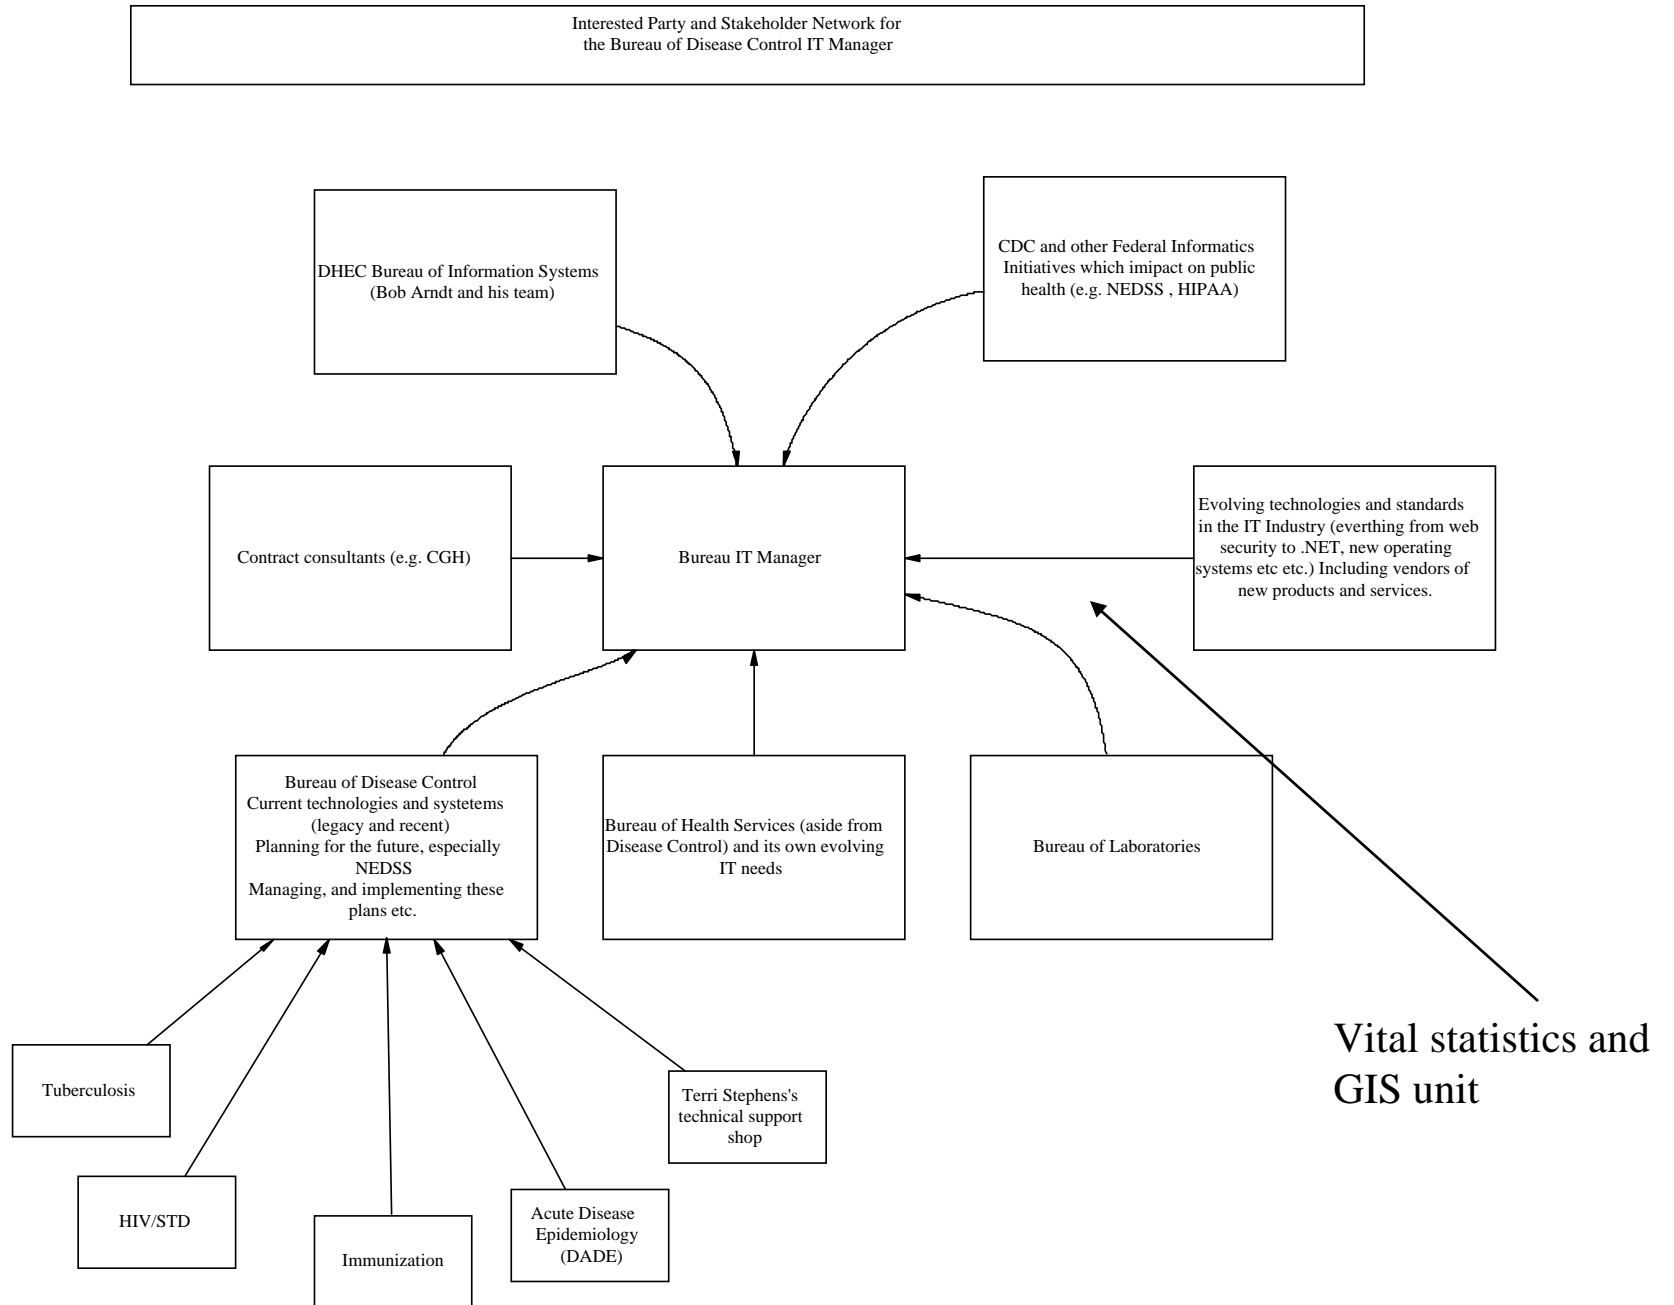 Interested Party and Stakeholder Network for
the Bureau of Disease Control IT Manager
DHEC Bureau of Information Systems
(Bob Arndt and his team)
CDC and other Federal Informatics
Initiatives which imipact on public
health (e.g. NEDSS , HIPAA)
Contract consultants (e.g. CGH)
Bureau IT Manager
Evolving technologies and standards
in the IT Industry (everthing from web
security to .NET, new operating
systems etc etc.) Including vendors of
new products and services.
Bureau of Disease Control
Current technologies and systetems
(legacy and recent)
Planning for the future, especially
NEDSS
Managing, and implementing these
plans etc.
Bureau of Health Services (aside from
Disease Control) and its own evolving
IT needs
Bureau of Laboratories
Vital statistics and
GIS unit
Tuberculosis
Terri Stephens's
technical support
shop
HIV/STD
Acute Disease
Epidemiology
(DADE)
Immunization